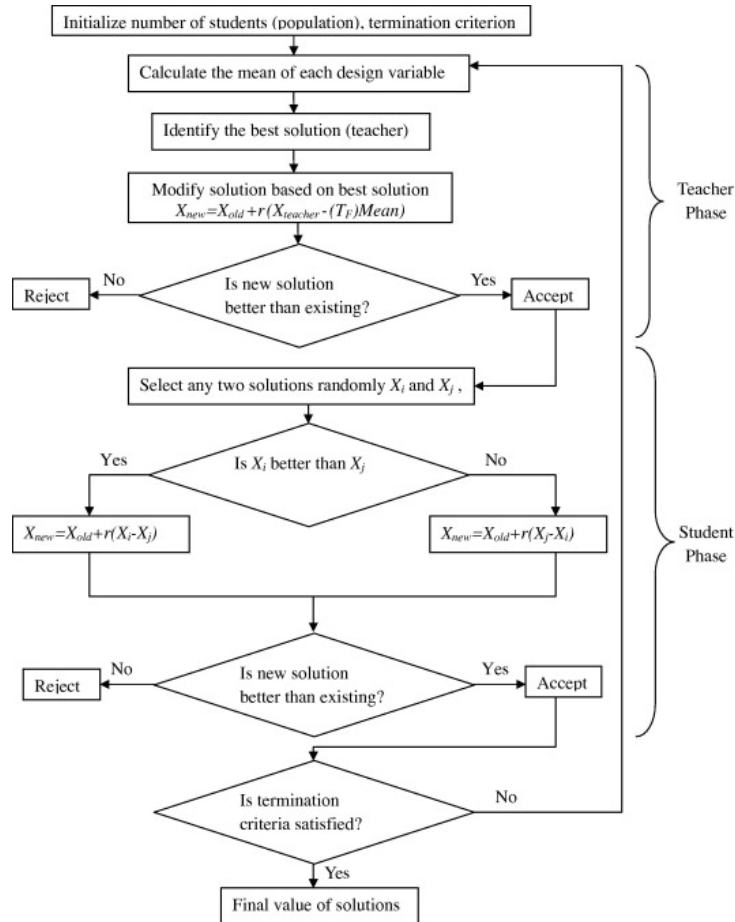 Initialize number of students (population), termination criterion
Calculate the mean of each design variable
Identify the best solution (teacher)
Modify solution based on best solution
Xnew=Xold+r(Xteacher-(TF)Mean)
Teacher
Phase
No
Is new solution
better than existing?
Yes
Reject
Accept
Select any two solutions randomly Xi and Xj ,
Yes
Is Xi better than Xj
No
Xnew=Xold+r(Xi-Xj)
Xnew=Xold+r(Xj-Xi)
Student
Phase
No
Is new solution
better than existing?
Yes
Reject
Accept
Is termination
criteria satisfied?
No
Yes
Final value of solutions